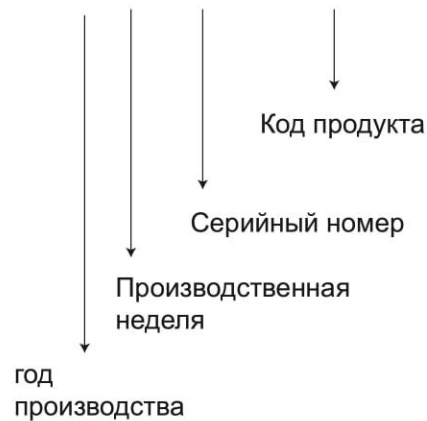 Код продукта
Серийный номер
Производственная
неделя
год
производства